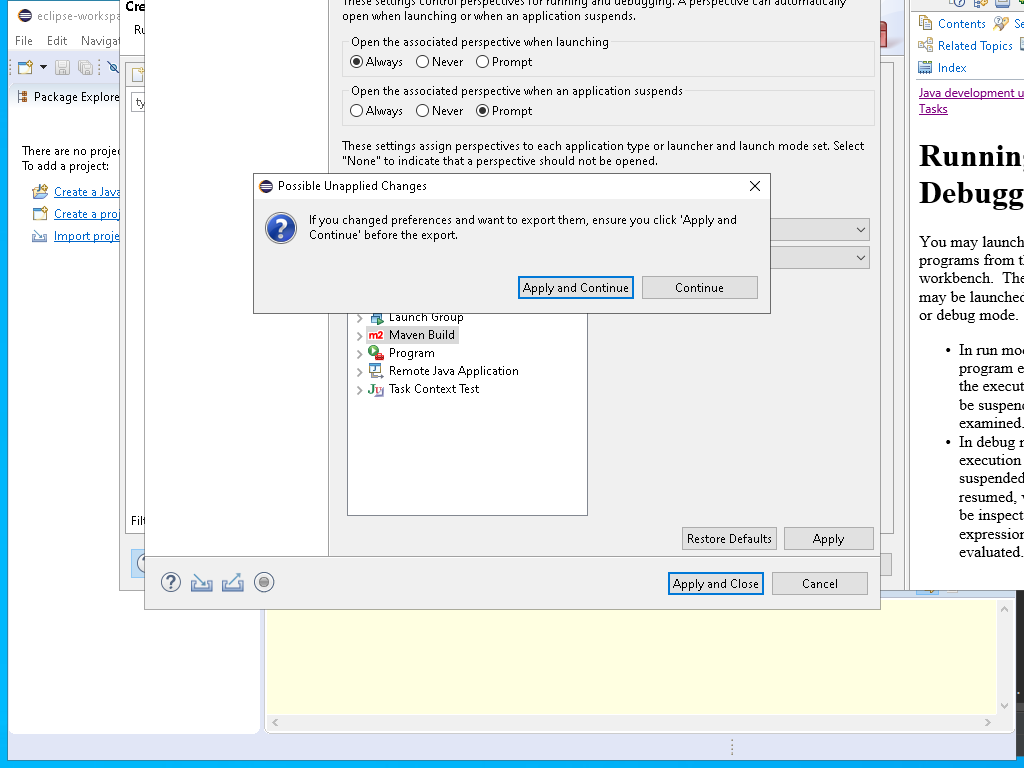 eclipse-workspa
File Edit Navigat
Package Explore
There are no projec
To add a project:
Create a Java
Create a proj
Import proje
Cre
Ru
ty
Filt
These settings control perspectives for running and debugging. A perspective can automatically
open when launching or when an application suspends.
Open the associated perspective when launching
Always Never Prompt
Open the associated perspective when an application suspends
Always Never Prompt
These settings assign perspectives to each application type or launcher and launch mode set. Select
"None" to indicate that a perspective should not be opened.
Possible Unapplied Changes
If you changed preferences and want to export them, ensure you click 'Apply and
Continue' before the export.
Apply and Continue Continue
Launch Group
m2 Maven Build
Program
Remote Java Application
Ju Task Context Test
Restore Defaults Apply
Apply and Close Cancel
Contents Se
Related Topics
Index
Java development u
Tasks
Running
Debugg
You may launch
programs from th
workbench. The
may be launched
or debug mode.
• In run mod
program e
the execut
be suspend
examined.
• In debug m
execution
suspended
resumed, v
be inspect
expression
evaluated.